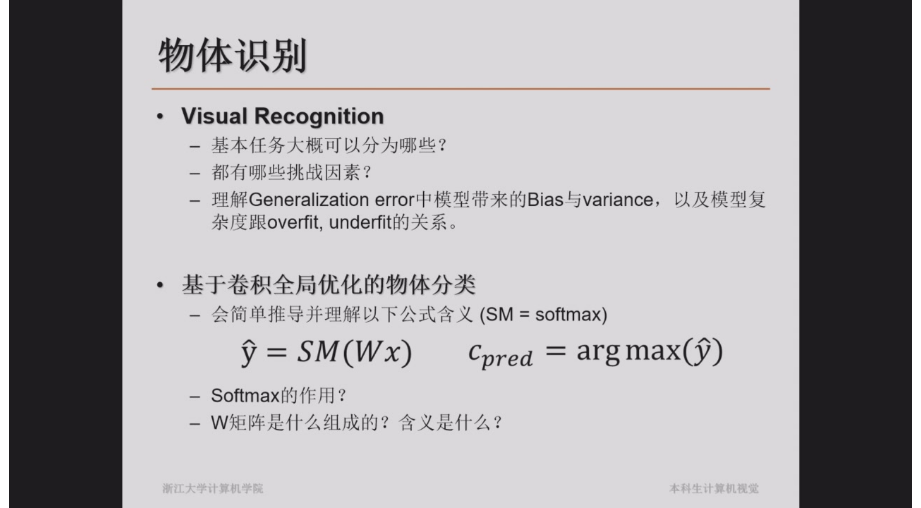 物体识别
• Visual Recognition
– 基本任务大概可以分为哪些？
– 都有哪些挑战因素？
– 理解Generalization error中模型带来的Bias与variance，以及模型复
杂度跟overfit, underfit的关系。
• 基于卷积全局优化的物体分类
– 会简单推导并理解以下公式含义 (SM = softmax)
ŷ = SM(Wx) c_pred = arg max(ŷ)
– Softmax的作用？
– W矩阵是什么组成的？含义是什么？
浙江大学计算机学院 本科生计算机视觉